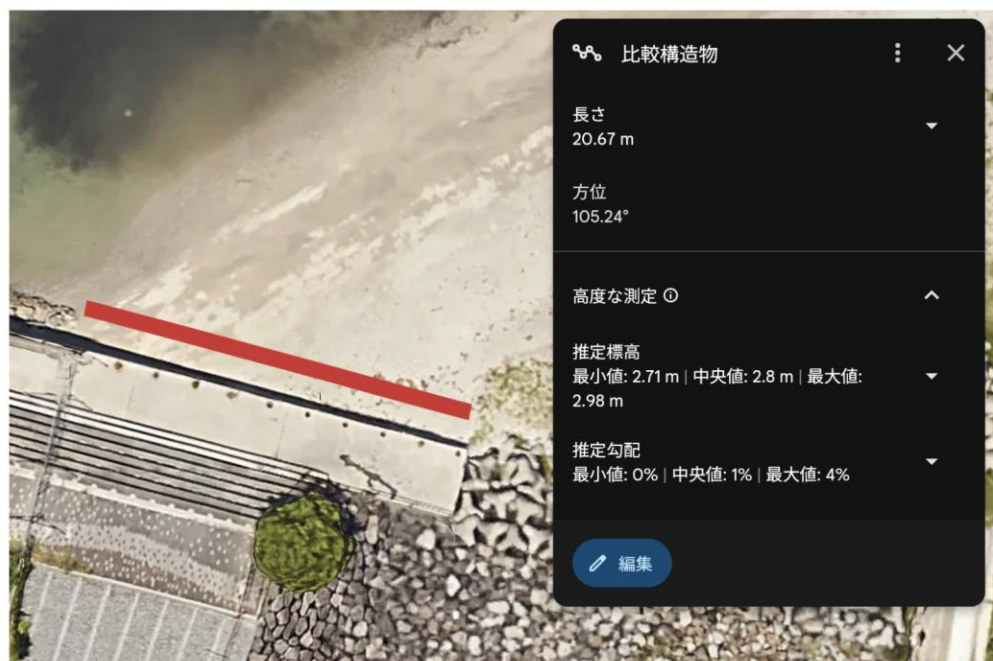 比較構造物
長さ
20.67 m
方位
105.24°
高度な測定
推定標高
最小値: 2.71 m | 中央値: 2.8 m | 最大値:
2.98 m
推定勾配
最小値: 0% | 中央値: 1% | 最大値: 4%
編集